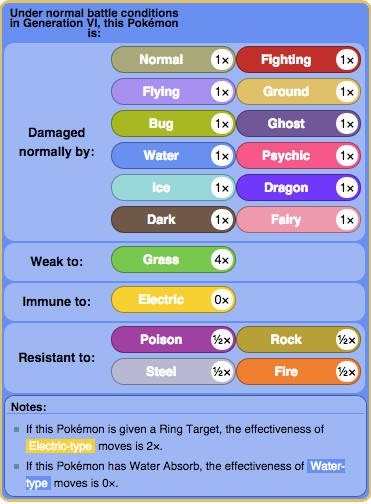 Under normal battle conditions
in Generation VI, this Pokémon
is:
Damaged
normally by:
Normal 1×
Fighting 1×
Flying 1×
Ground 1×
Bug 1×
Ghost 1×
Water 1×
Psychic 1×
Ice 1×
Dragon 1×
Dark 1×
Fairy 1×
Weak to:
Grass 4×
Immune to:
Electric 0×
Resistant to:
Poison ½×
Rock ½×
Steel ½×
Fire ½×
Notes:
If this Pokémon is given a Ring Target, the effectiveness of
Electric-type moves is 2×.
If this Pokémon has Water Absorb, the effectiveness of Water-
type moves is 0×.